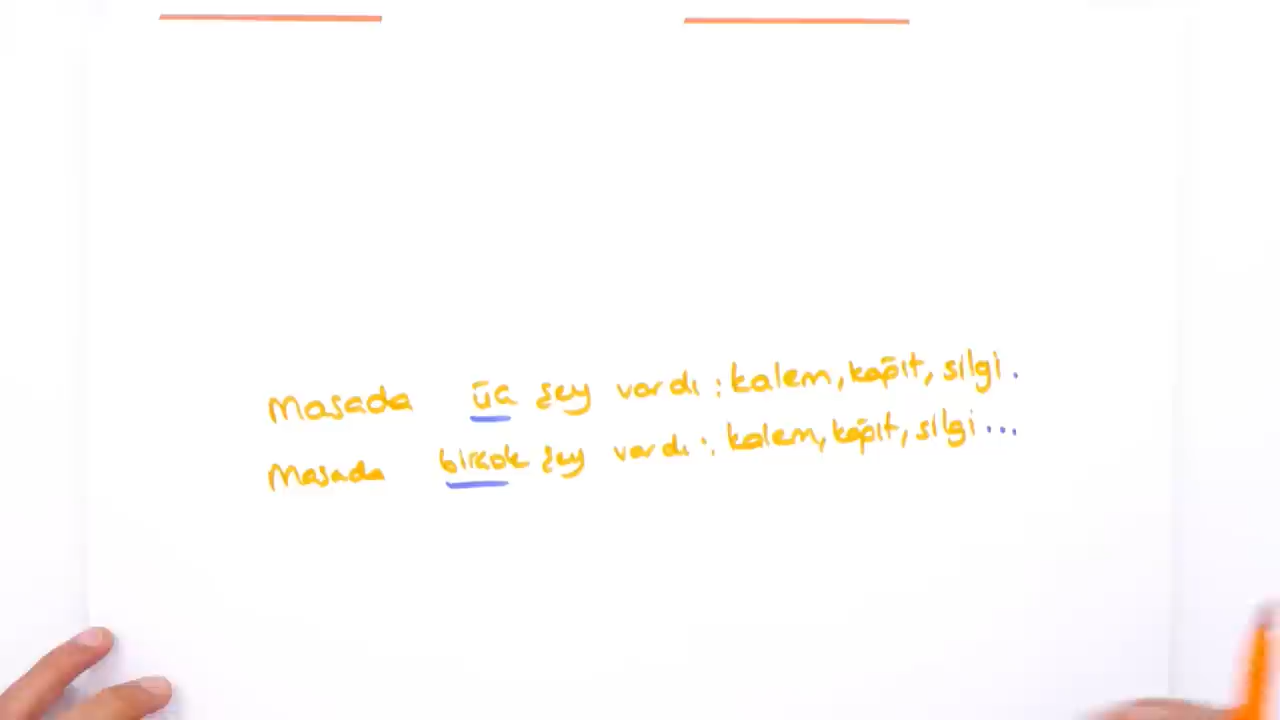 Masada üç şey vardı : kalem, kağıt, silgi .
Masada birçok şey vardı : kalem, kağıt, silgi ...